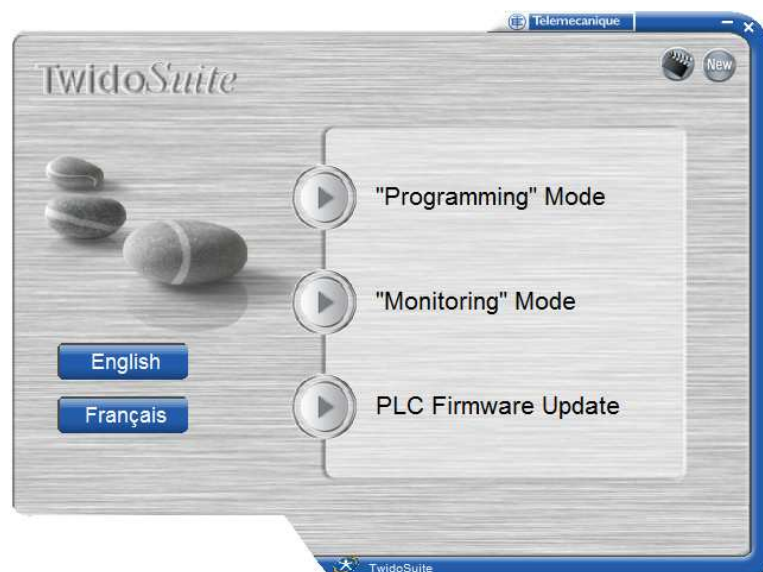 Telemecanique
TwidoSuite
New
"Programming" Mode
"Monitoring" Mode
English
Français
PLC Firmware Update
TwidoSuite